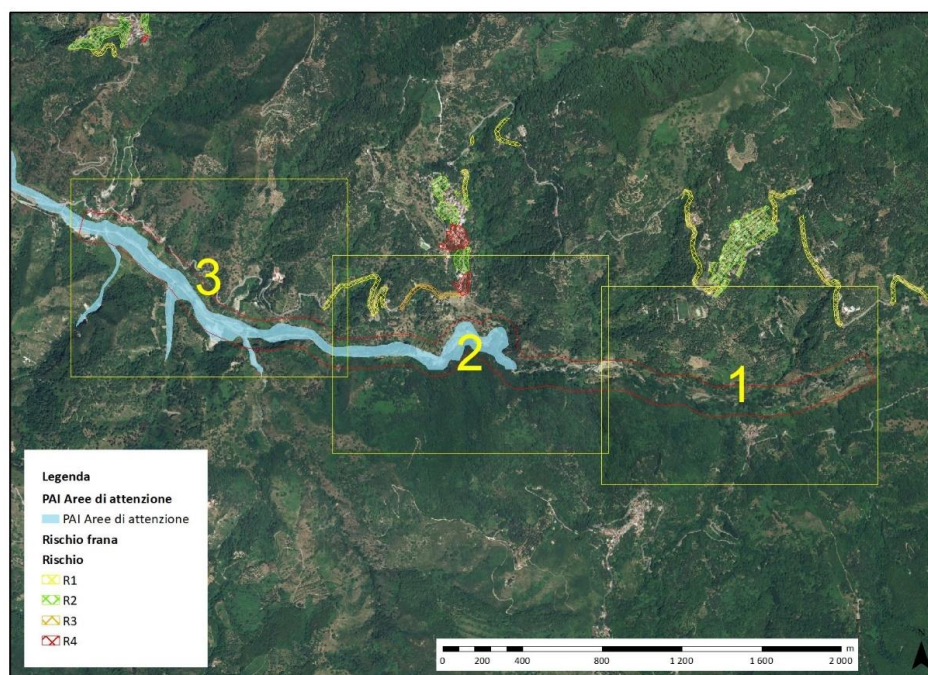 3
2
1
Legenda
PAI Aree di attenzione
PAI Aree di attenzione
Rischio frana
Rischio
R1
R2
R3
R4
m
0 200 400 800 1 200 1 600 2 000